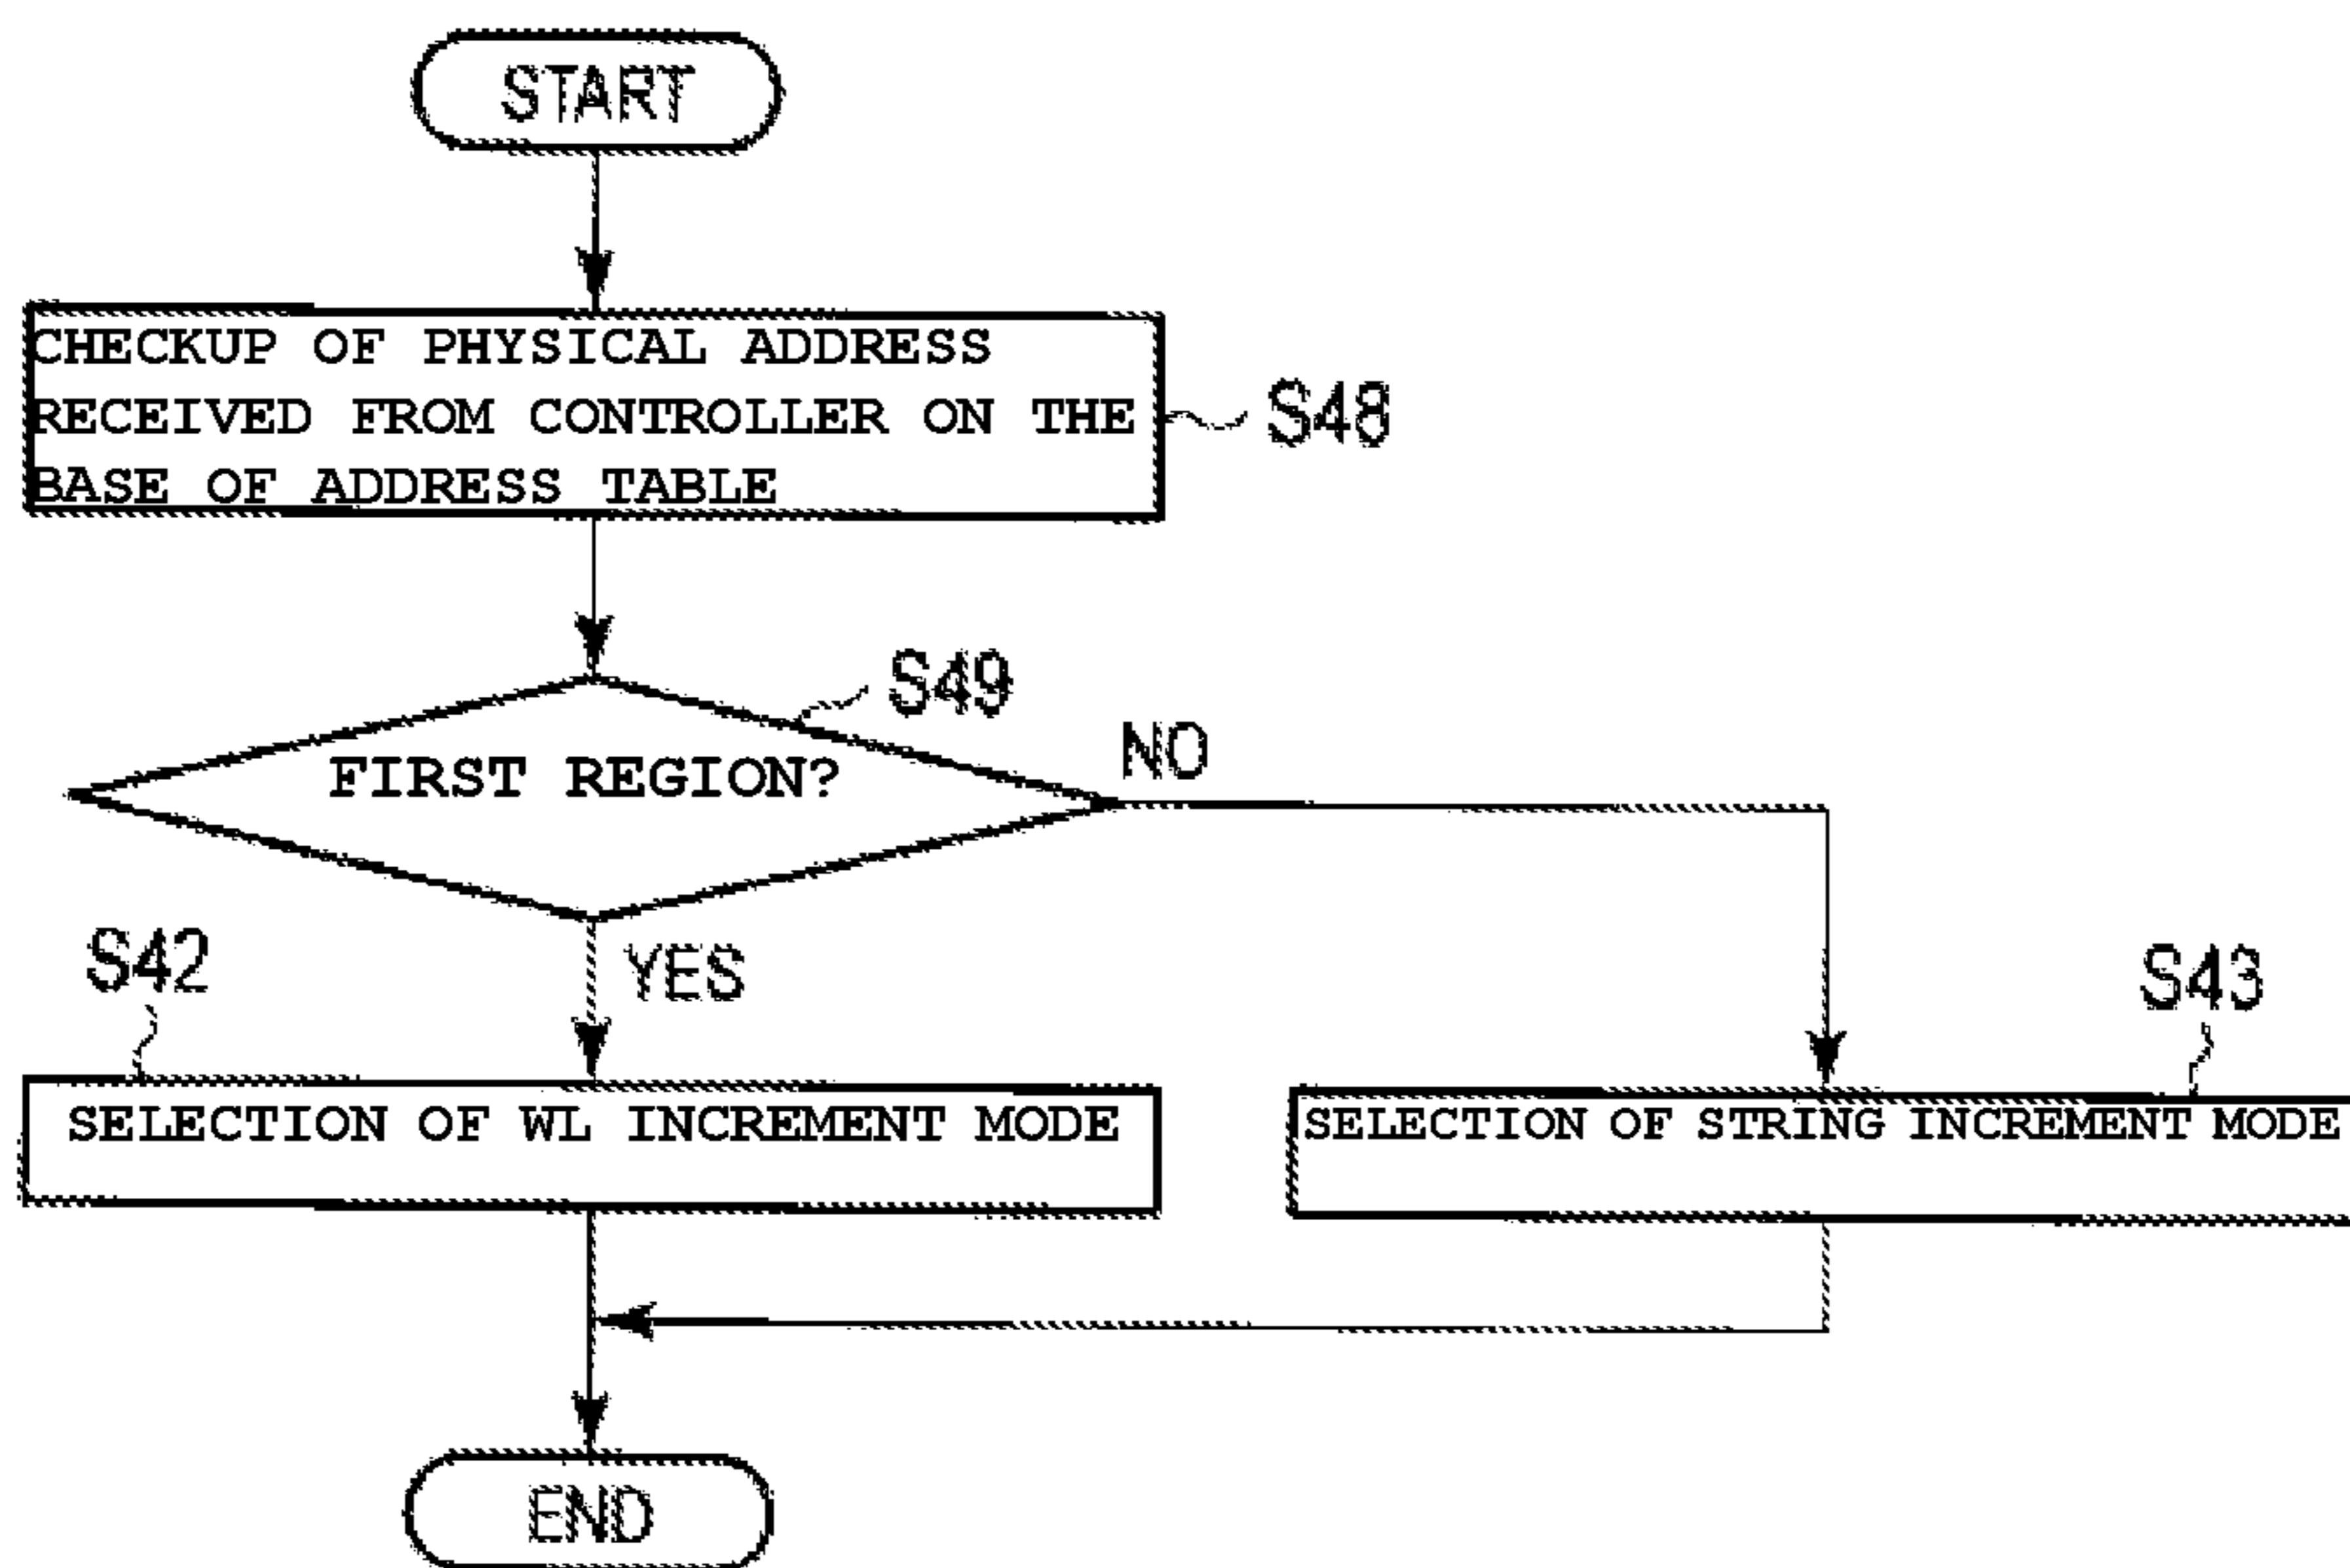 START
CHECKUP OF PHYSICAL ADDRESS
RECEIVED FROM CONTROLLER ON THE
BASE OF ADDRESS TABLE
S48
S49
FIRST REGION?
NO
YES
S42
SELECTION OF WL INCREMENT MODE
S43
SELECTION OF STRING INCREMENT MODE
END